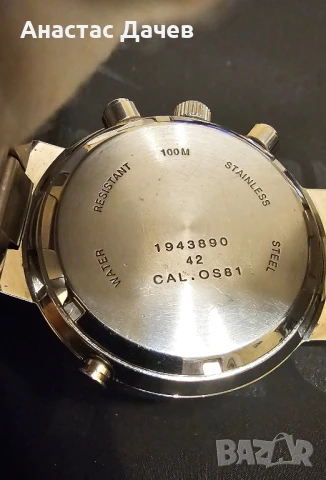 Анастас Дачев
WATER RESISTANT 100M STAINLESS STEEL
1943890
42
CAL.OS81
BAZAR